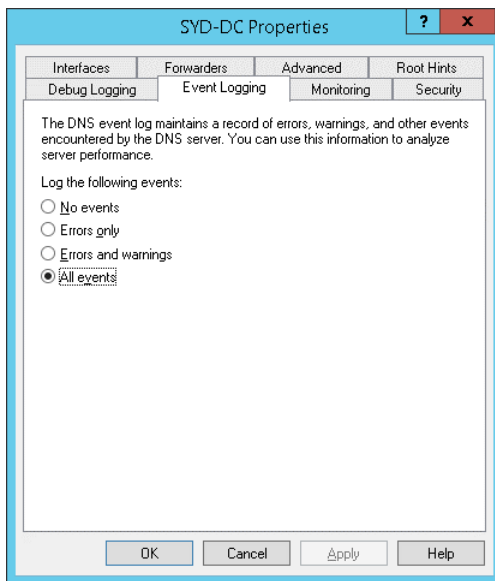 SYD-DC Properties
? x
Interfaces Forwarders Advanced Root Hints
Debug Logging Event Logging Monitoring Security
The DNS event log maintains a record of errors, warnings, and other events
encountered by the DNS server. You can use this information to analyze
server performance.
Log the following events:
No events
Errors only
Errors and warnings
All events
OK Cancel Apply Help